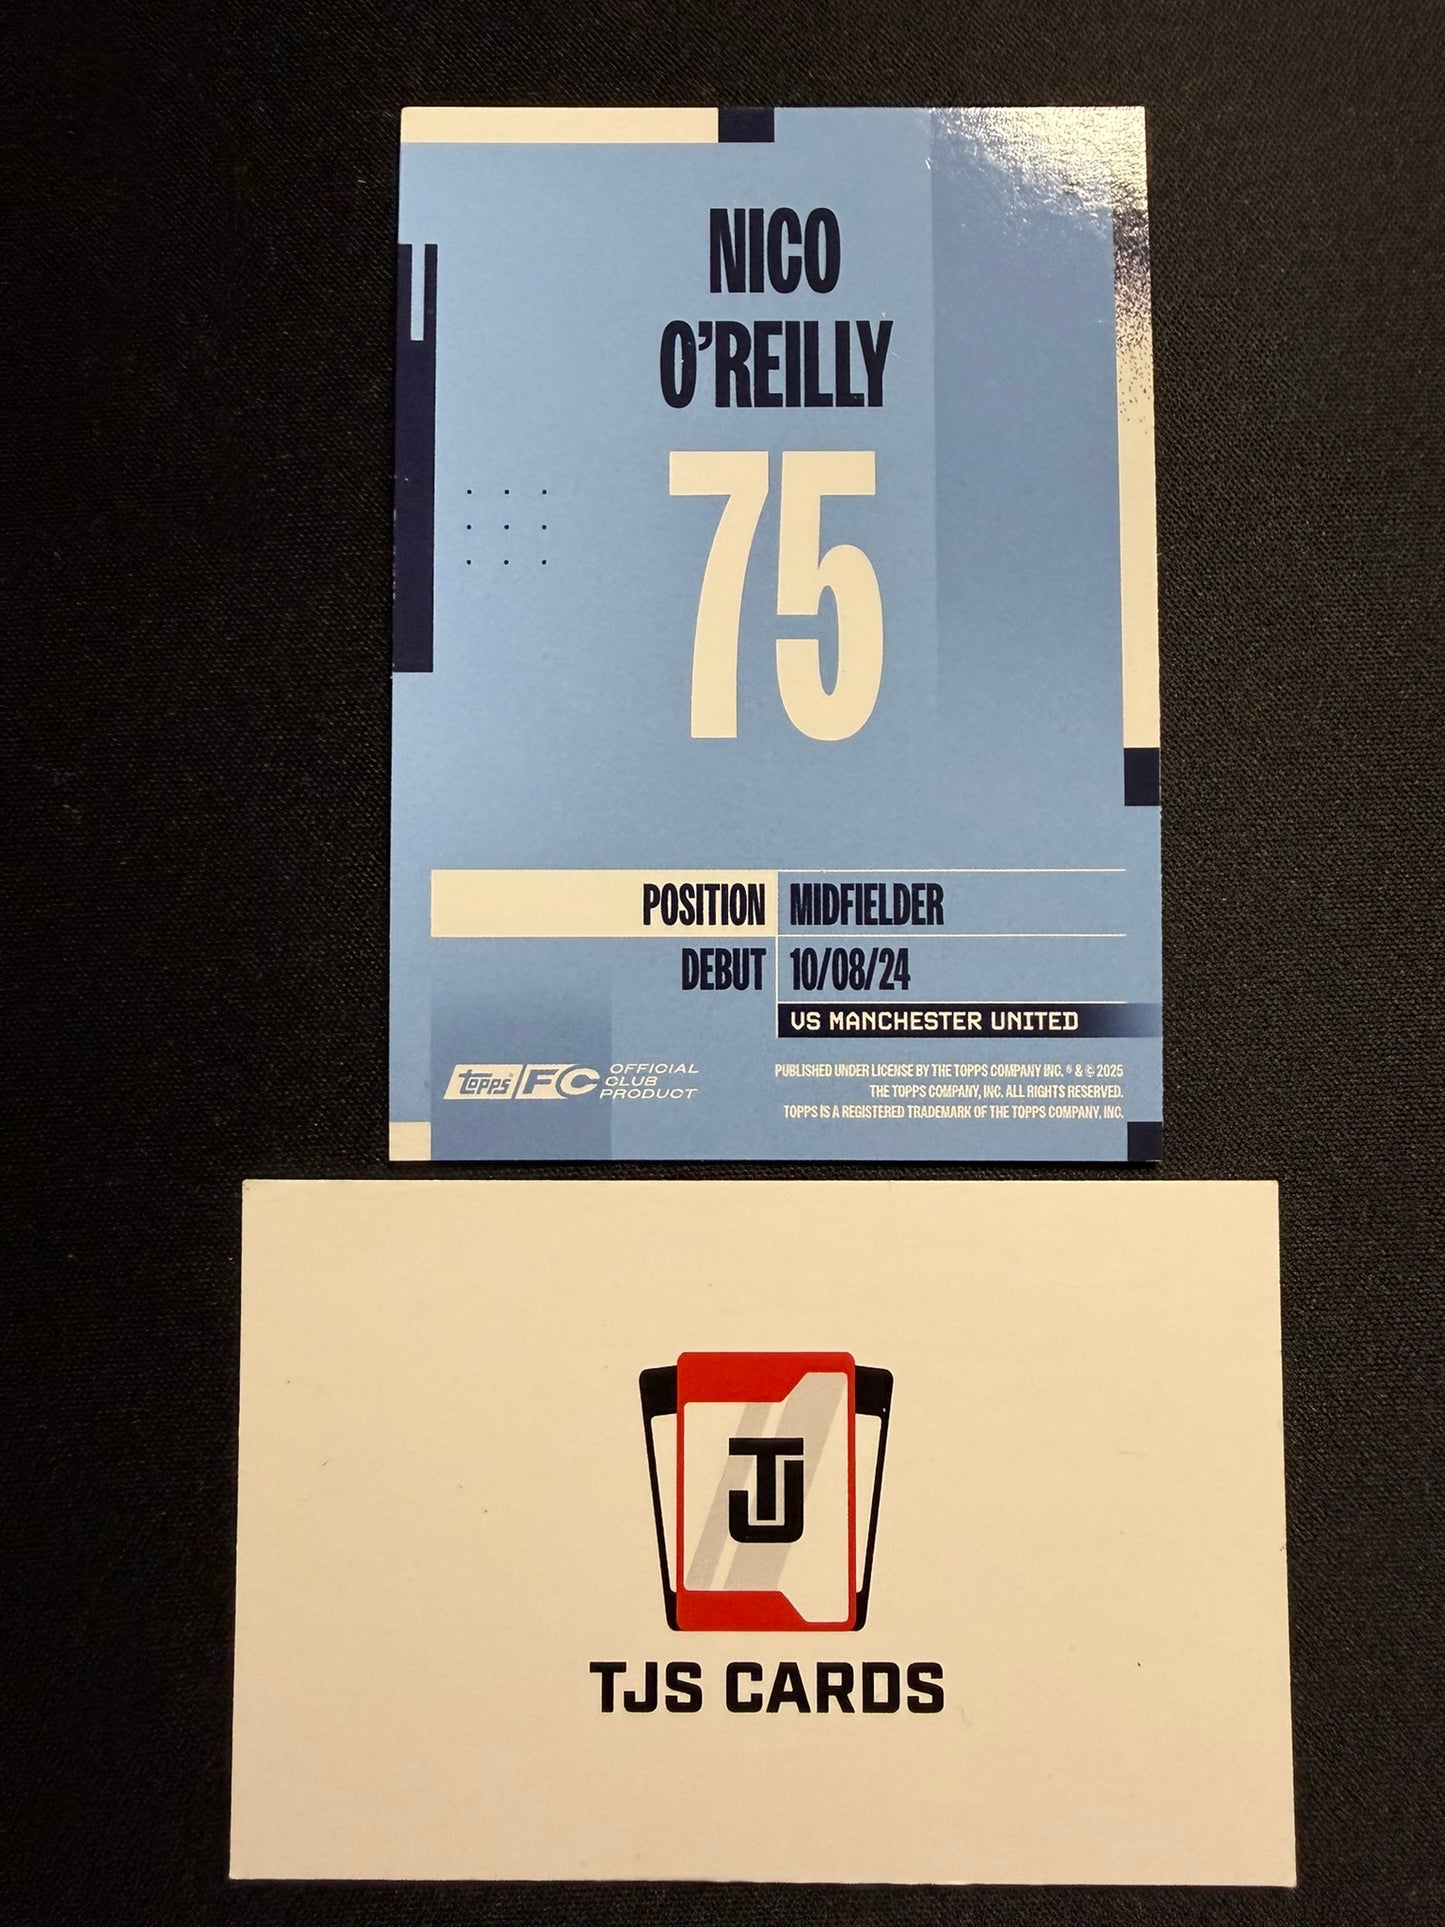 NICO
O'REILLY
75
POSITION MIDFIELDER
DEBUT 10/08/24
VS MANCHESTER UNITED
topps FC OFFICIAL
CLUB
PRODUCT
PUBLISHED UNDER LICENSE BY THE TOPPS COMPANY INC.® & © 2025
THE TOPPS COMPANY, INC. ALL RIGHTS RESERVED.
TOPPS IS A REGISTERED TRADEMARK OF THE TOPPS COMPANY, INC.
TJ
TJS CARDS